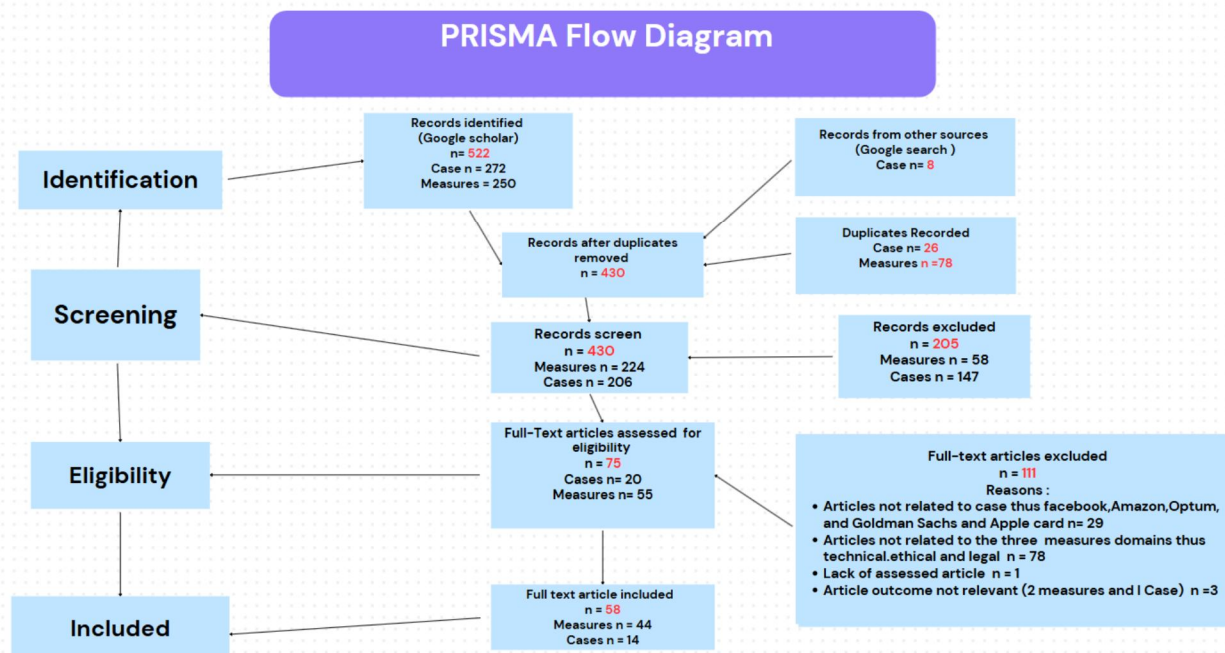 PRISMA Flow Diagram
Identification
Records identified
(Google scholar)
n= 522
Case n = 272
Measures = 250
Records from other sources
(Google search )
Case n= 8
Records after duplicates
removed
n = 430
Duplicates Recorded
Case n= 26
Measures n =78
Screening
Records screen
n = 430
Measures n = 224
Cases n = 206
Records excluded
n = 205
Measures n = 58
Cases n = 147
Eligibility
Full-Text articles assessed for
eligibility
n = 75
Cases n= 20
Measures n= 55
Full-text articles excluded
n = 111
Reasons :
• Articles not related to case thus facebook,Amazon,Optum,
and Goldman Sachs and Apple card n= 29
• Articles not related to the three measures domains thus
technical.ethical and legal n = 78
• Lack of assessed article n = 1
• Article outcome not relevant (2 measures and I Case) n =3
Included
Full text article included
n = 58
Measures n = 44
Cases n = 14